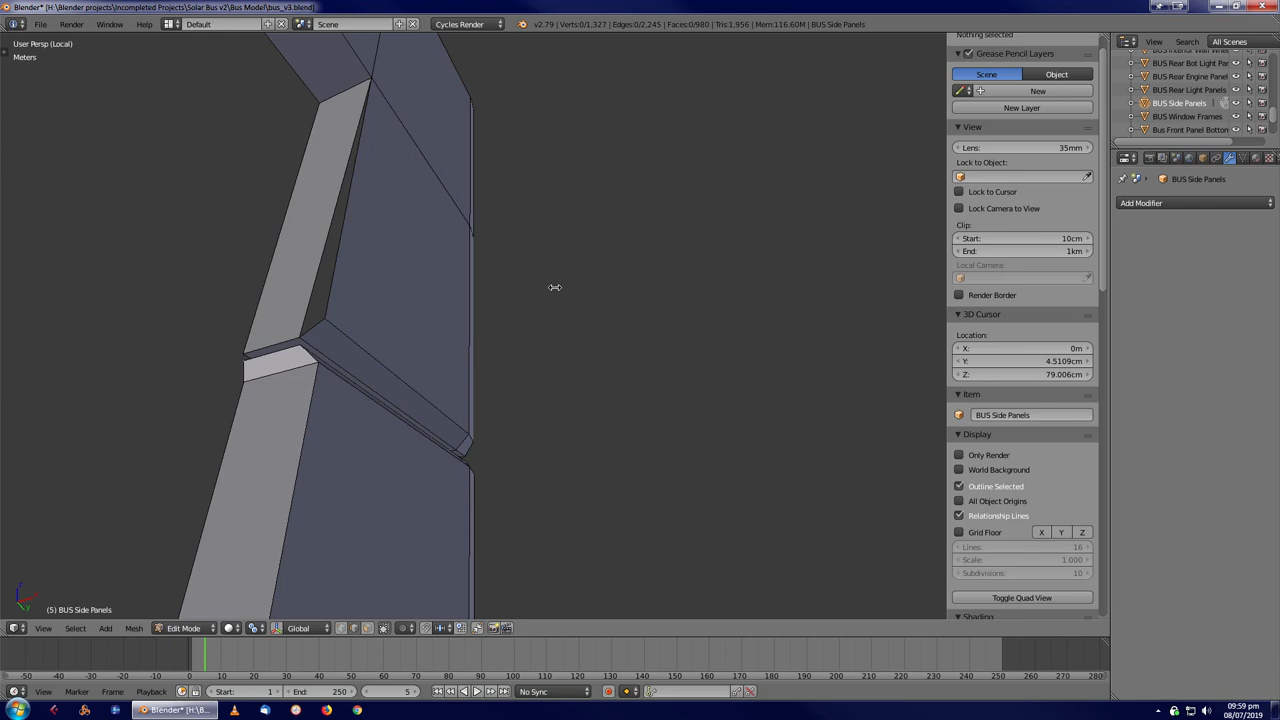 Blender* [H:\Blender projects\Incompleted Projects\Solar Bus v2\Bus Model\bus_v3.blend]
File Render Window Help Default Scene Cycles Render v2.79 | Verts:0/1,327 | Edges:0/2,245 | Faces:0/980 | Tris:1,956 | Mem:116.60M | BUS Side Panels
View Search All Scenes
User Persp (Local)
Meters
Nothing selected
Grease Pencil Layers
Scene Object
New
New Layer
View
Lens: 35mm
Lock to Object:
Lock to Cursor
Lock Camera to View
Clip:
Start: 10cm
End: 1km
Local Camera:
Render Border
3D Cursor
Location:
X: 0m
Y: 4.5109cm
Z: 79.006cm
Item
BUS Side Panels
Display
Only Render
World Background
Outline Selected
All Object Origins
Relationship Lines
Grid Floor X Y Z
Lines: 16
Scale: 1.000
Subdivisions: 10
Toggle Quad View
Shading
BUS Rear Bot Light Par
BUS Rear Engine Panel
BUS Rear Light Panels
BUS Side Panels
BUS Window Frames
Bus Front Panel Bottom
BUS Side Panels
Add Modifier
(5) BUS Side Panels
View Select Add Mesh Edit Mode Global
-50 -40 -30 -20 -10 0 10 20 30 40 50 60 70 80 90 100 110 120 130 140 150 160 170 180 190 200 210 220 230 240 250 260 270 280
View Marker Frame Playback Start: 1 End: 250 5 No Sync
Blender* [H:\B...
09:59 pm
08/07/2019